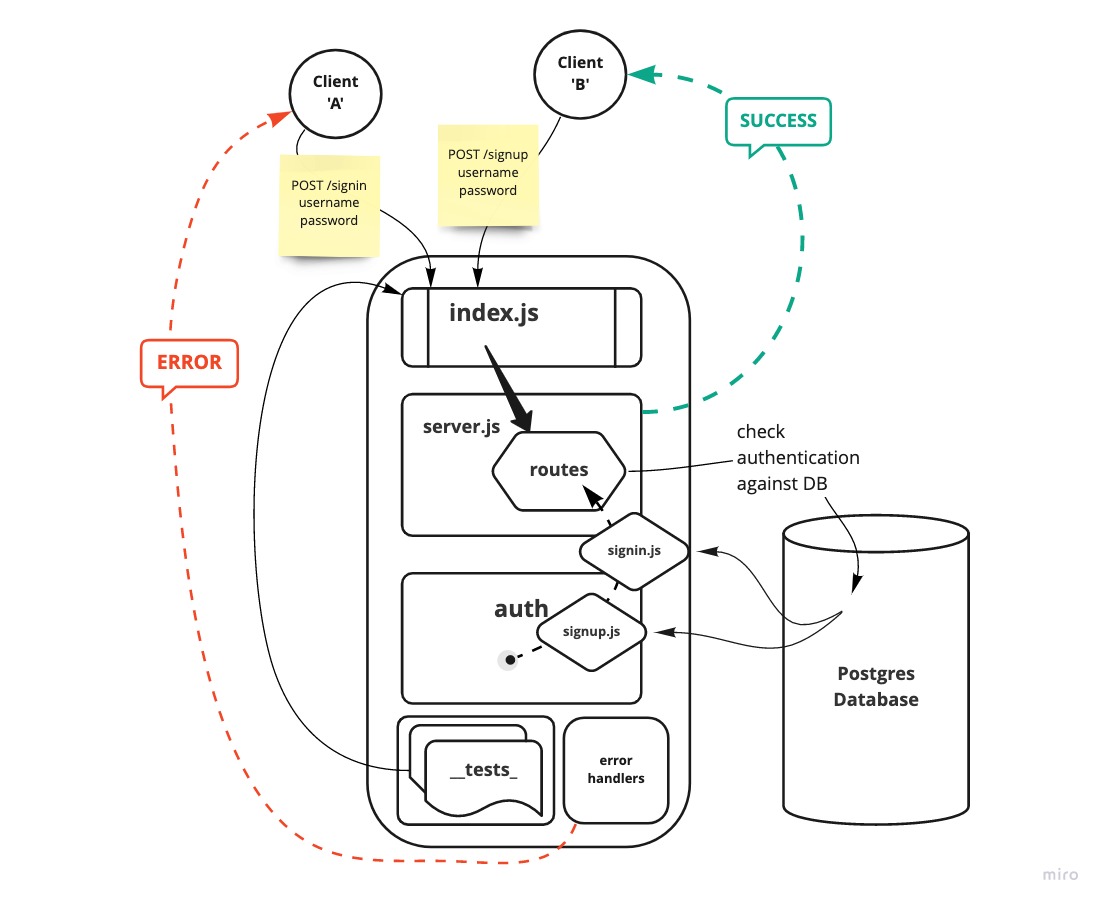 Client
'A'
Client
'B'
SUCCESS
POST /signin
username
password
POST /signup
username
password
index.js
ERROR
server.js
routes
check
authentication
against DB
signin.js
auth
signup.js
Postgres
Database
__tests_
error
handlers
miro